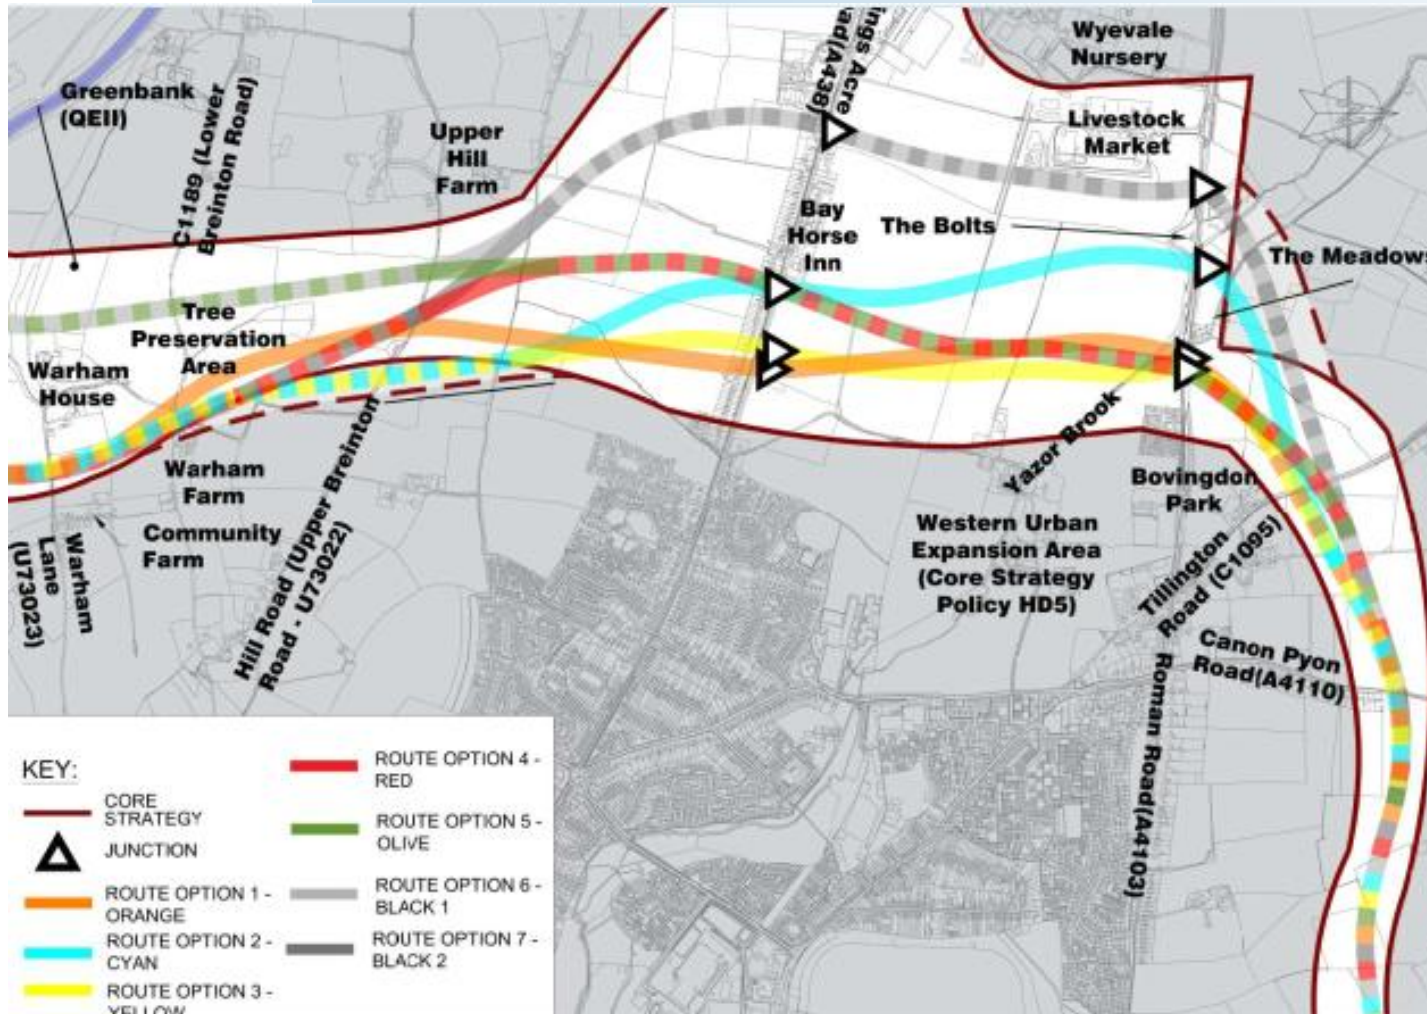 Wyevale
Nursery
Kings Acre
Road(A438)
Greenbank
(QEII)
C1189 (Lower
Breinton Road)
Upper
Hill
Farm
Livestock
Market
Bay
Horse
Inn
The Bolts
The Meadows
Tree
Preservation
Area
Warham
House
Warham
Farm
Community
Farm
Warham
Lane
(U73023)
Hill Road (Upper Breinton
Road - U73022)
Yazor Brook
Bovingdon
Park
Western Urban
Expansion Area
(Core Strategy
Policy HD5)
Tillington
Road (C1095)
Canon Pyon
Road(A4110)
Roman Road(A4103)
KEY:
CORE
STRATEGY
JUNCTION
ROUTE OPTION 1 -
ORANGE
ROUTE OPTION 2 -
CYAN
ROUTE OPTION 3 -
YELLOW
ROUTE OPTION 4 -
RED
ROUTE OPTION 5 -
OLIVE
ROUTE OPTION 6 -
BLACK 1
ROUTE OPTION 7 -
BLACK 2